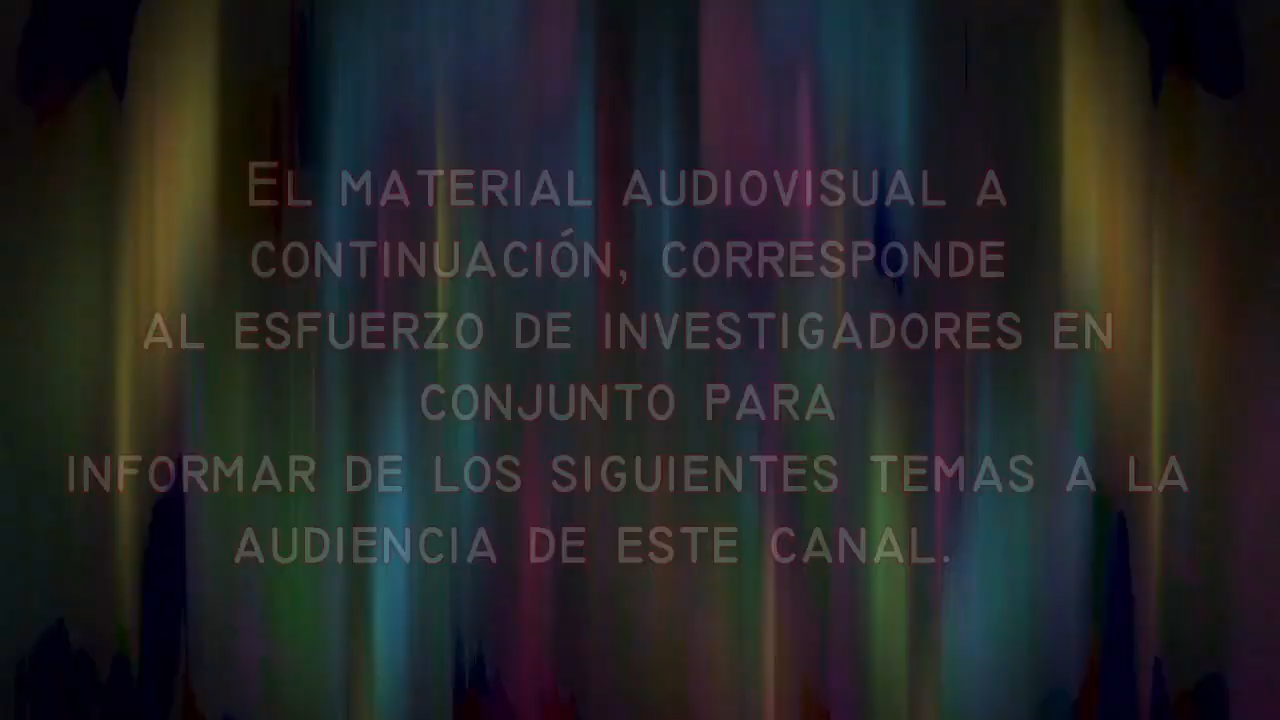 El material audiovisual a
continuación, corresponde
al esfuerzo de investigadores en
conjunto para
informar de los siguientes temas a la
audiencia de este canal.